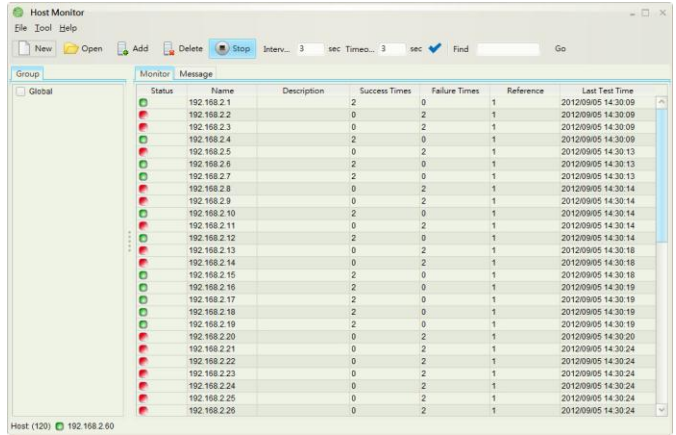 Host Monitor
File Tool Help
New Open Add Delete Stop Interv... 3 sec Timeo... 3 sec Find Go
Group Monitor Message
Global
Status Name Description Success Times Failure Times Reference Last Test Time
192.168.2.1 2 0 1 2012/09/05 14:30:09
192.168.2.2 0 2 1 2012/09/05 14:30:09
192.168.2.3 0 2 1 2012/09/05 14:30:09
192.168.2.4 2 0 1 2012/09/05 14:30:09
192.168.2.5 0 2 1 2012/09/05 14:30:13
192.168.2.6 2 0 1 2012/09/05 14:30:13
192.168.2.7 2 0 1 2012/09/05 14:30:13
192.168.2.8 0 2 1 2012/09/05 14:30:14
192.168.2.9 0 2 1 2012/09/05 14:30:14
192.168.2.10 2 0 1 2012/09/05 14:30:14
192.168.2.11 0 2 1 2012/09/05 14:30:14
192.168.2.12 2 0 1 2012/09/05 14:30:14
192.168.2.13 0 2 1 2012/09/05 14:30:18
192.168.2.14 0 2 1 2012/09/05 14:30:18
192.168.2.15 2 0 1 2012/09/05 14:30:18
192.168.2.16 2 0 1 2012/09/05 14:30:19
192.168.2.17 2 0 1 2012/09/05 14:30:19
192.168.2.18 2 0 1 2012/09/05 14:30:19
192.168.2.19 2 0 1 2012/09/05 14:30:19
192.168.2.20 0 2 1 2012/09/05 14:30:20
192.168.2.21 0 2 1 2012/09/05 14:30:24
192.168.2.22 0 2 1 2012/09/05 14:30:24
192.168.2.23 0 2 1 2012/09/05 14:30:24
192.168.2.24 0 2 1 2012/09/05 14:30:24
192.168.2.25 0 2 1 2012/09/05 14:30:24
192.168.2.26 0 2 1 2012/09/05 14:30:24
Host: (120) 192.168.2.60